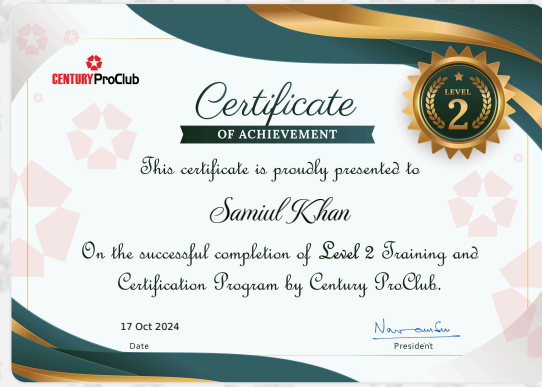 CENTURY ProClub
Certificate
OF ACHIEVEMENT
LEVEL
2
This certificate is proudly presented to
Samiul Khan
On the successful completion of Level 2 Training and
Certification Program by Century ProClub.
17 Oct 2024
Date
President